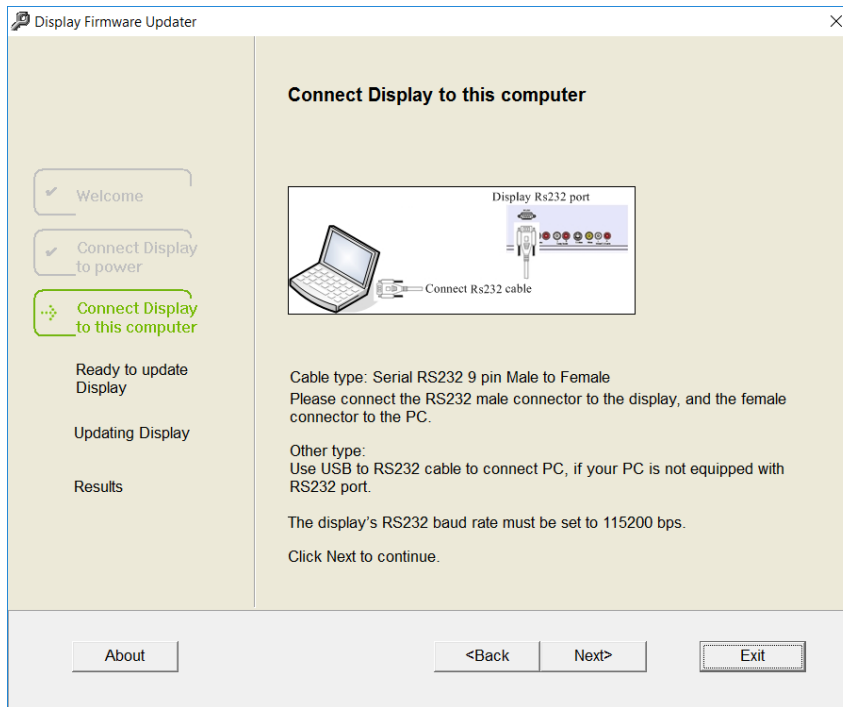 Display Firmware Updater
Connect Display to this computer
Welcome
Connect Display
to power
Connect Display
to this computer
Ready to update
Display
Updating Display
Results
Display Rs232 port
Connect Rs232 cable
Cable type: Serial RS232 9 pin Male to Female
Please connect the RS232 male connector to the display, and the female
connector to the PC.
Other type:
Use USB to RS232 cable to connect PC, if your PC is not equipped with
RS232 port.
The display's RS232 baud rate must be set to 115200 bps.
Click Next to continue.
About
<Back
Next>
Exit